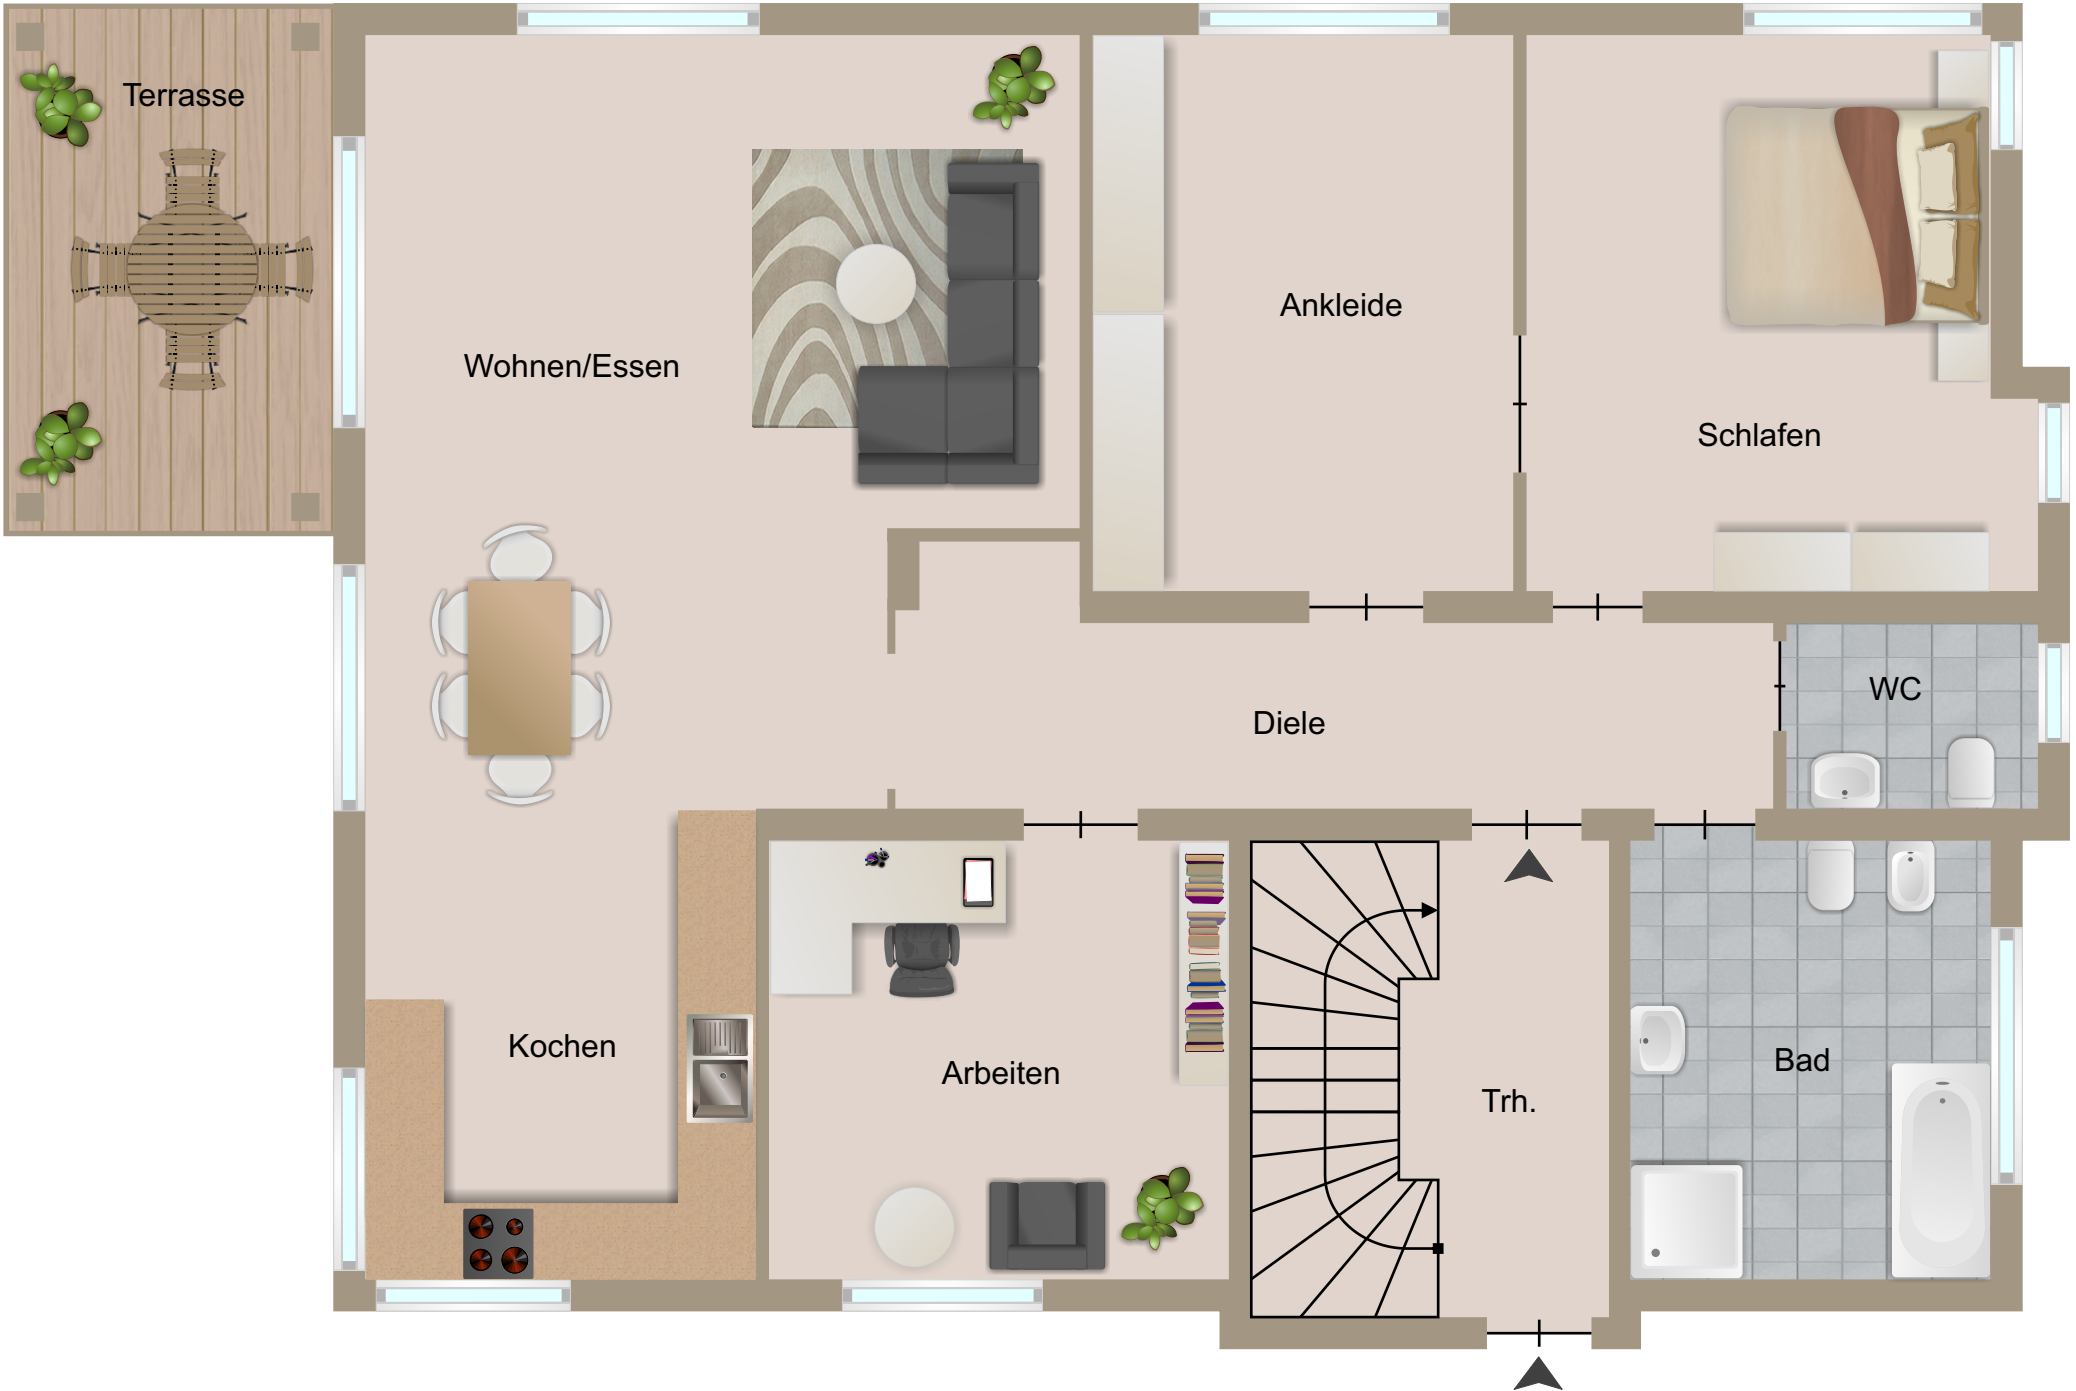 Terrasse
Wohnen/Essen
Ankleide
Schlafen
WC
Diele
Kochen
Arbeiten
Trh.
Bad